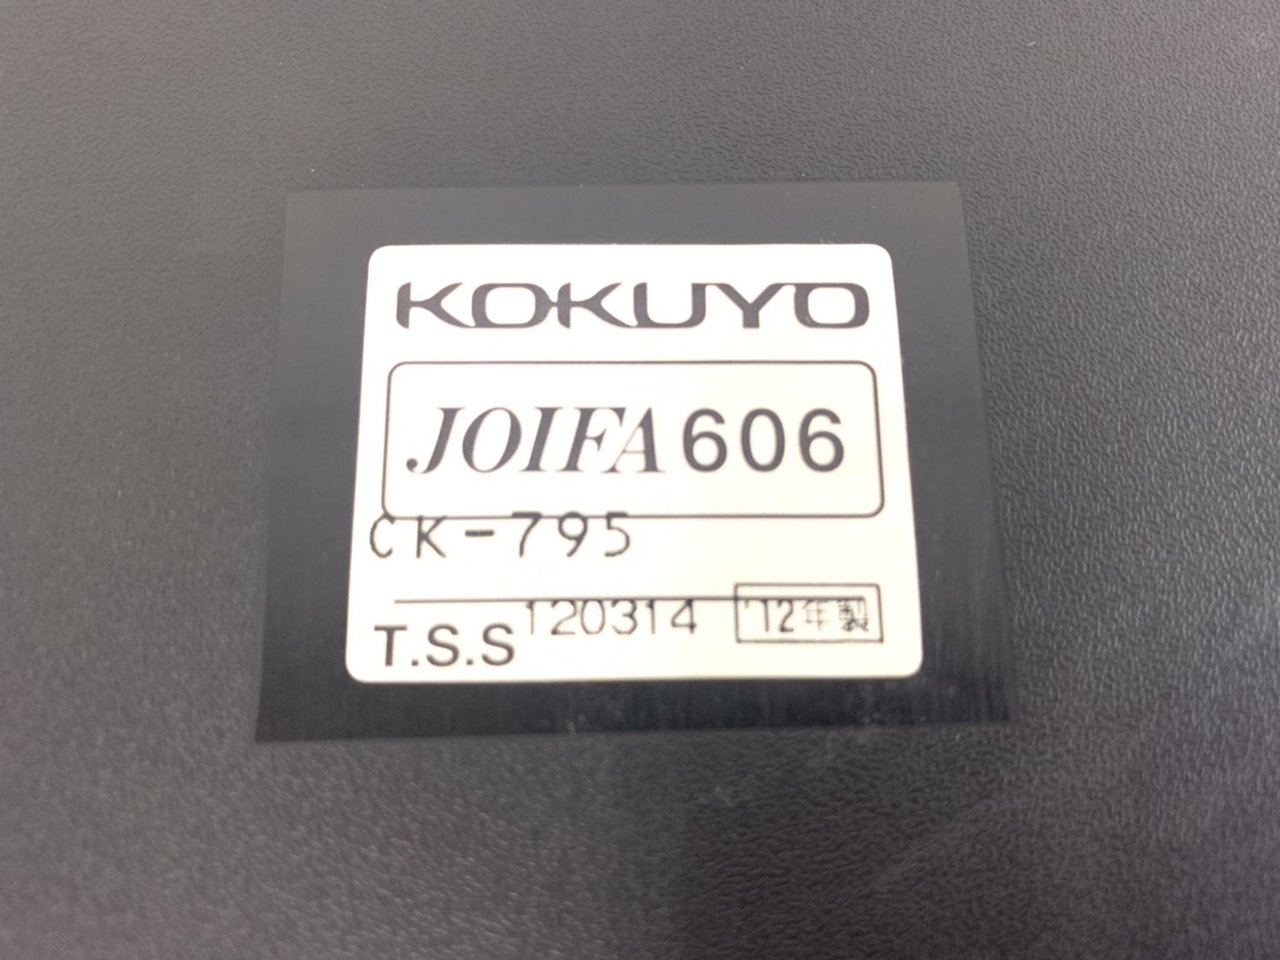 KOKUYO
JOIFA 606
CK-795
T.S.S 120314 '12年製